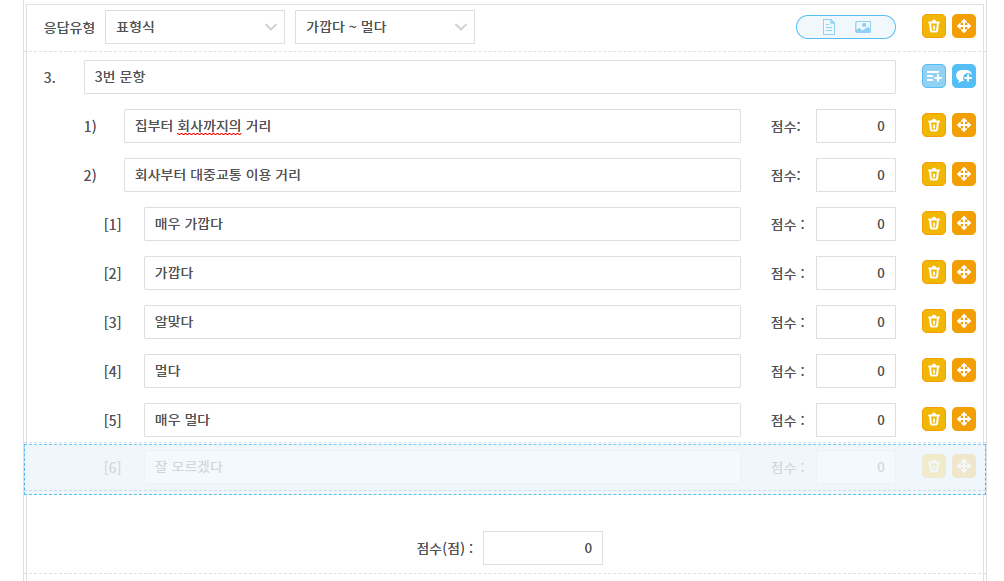 응답유형 표형식 가깝다 ~ 멀다
3. 3번 문항
1) 집부터 회사까지의 거리 점수: 0
2) 회사부터 대중교통 이용 거리 점수: 0
[1] 매우 가깝다 점수 : 0
[2] 가깝다 점수 : 0
[3] 알맞다 점수 : 0
[4] 멀다 점수 : 0
[5] 매우 멀다 점수 : 0
[6] 잘 모르겠다 점수 : 0
점수(점) : 0